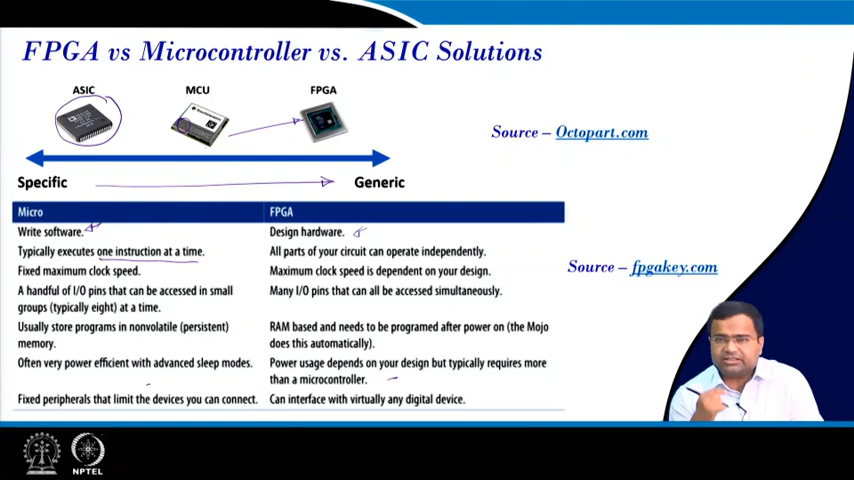 FPGA vs Microcontroller vs. ASIC Solutions
ASIC
MCU
FPGA
Specific
Generic
Source – Octopart.com
Micro
FPGA
Write software.
Design hardware.
Typically executes one instruction at a time.
All parts of your circuit can operate independently.
Fixed maximum clock speed.
Maximum clock speed is dependent on your design.
A handful of I/O pins that can be accessed in small
groups (typically eight) at a time.
Many I/O pins that can all be accessed simultaneously.
Usually store programs in nonvolatile (persistent)
memory.
RAM based and needs to be programed after power on (the Mojo
does this automatically).
Often very power efficient with advanced sleep modes.
Power usage depends on your design but typically requires more
than a microcontroller.
Fixed peripherals that limit the devices you can connect.
Can interface with virtually any digital device.
Source – fpgakey.com
NPTEL